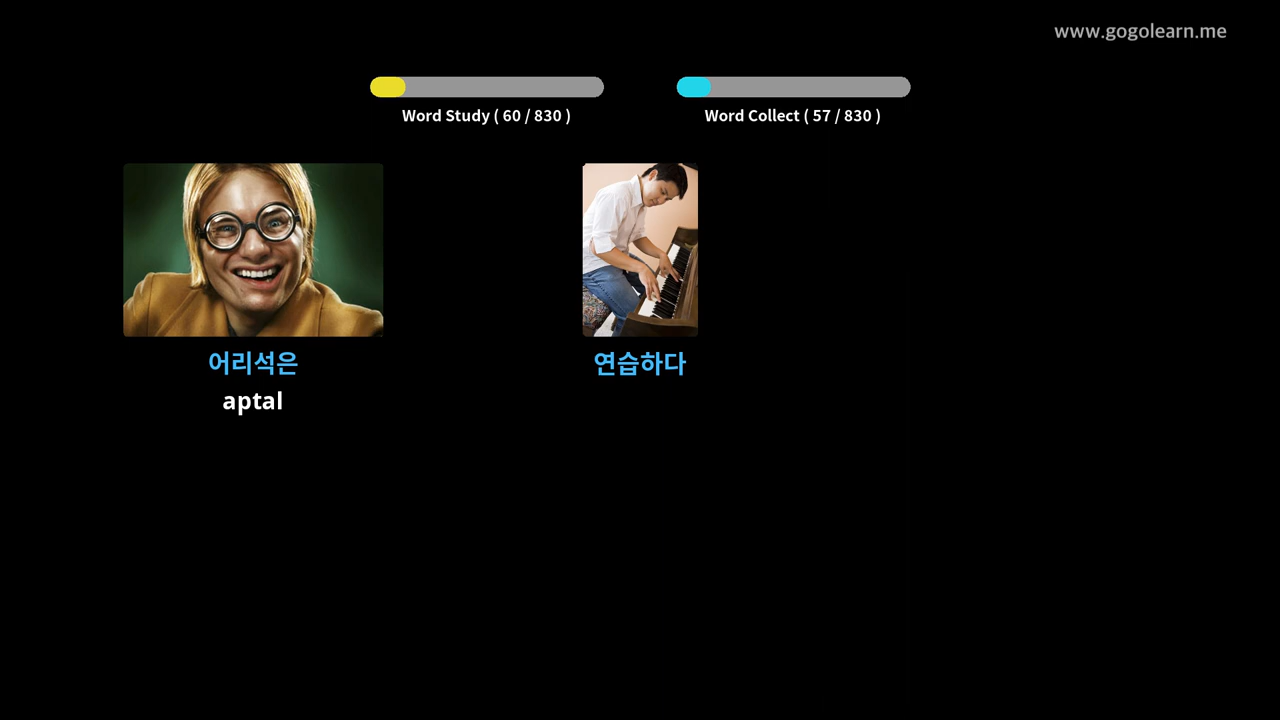 www.gogolearn.me
Word Study ( 60 / 830 )
Word Collect ( 57 / 830 )
어리석은
aptal
연습하다